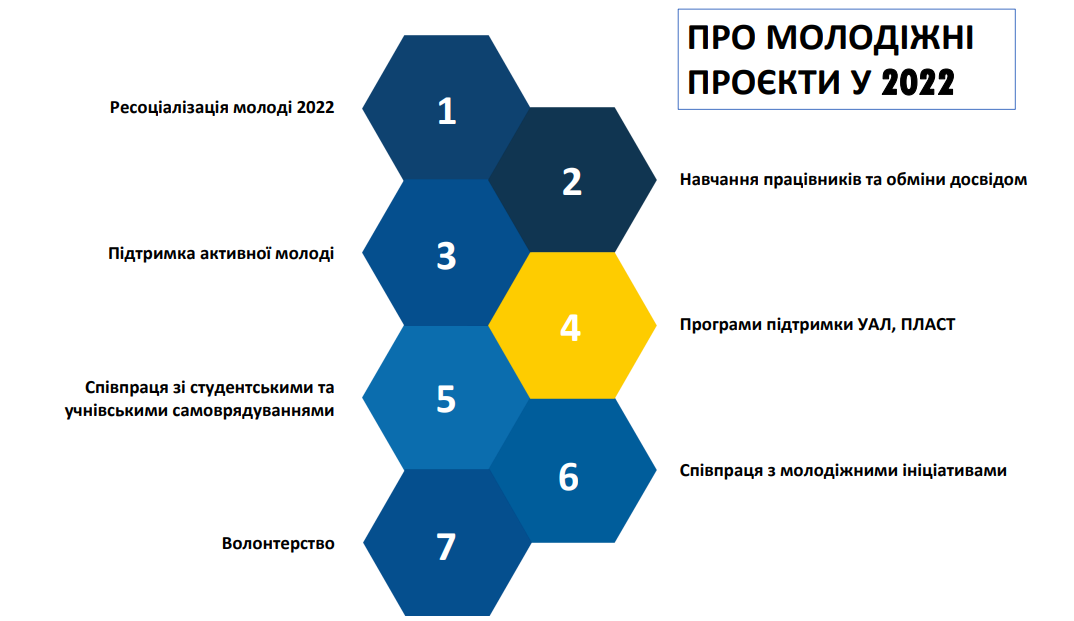 ПРО МОЛОДІЖНІ
ПРОЄКТИ У 2022
Ресоціалізація молоді 2022
1
2
Навчання працівників та обміни досвідом
Підтримка активної молоді
3
4
Програми підтримки УАЛ, ПЛАСТ
Співпраця зі студентськими та
учнівськими самоврядуваннями
5
6
Співпраця з молодіжними ініціативами
Волонтерство
7